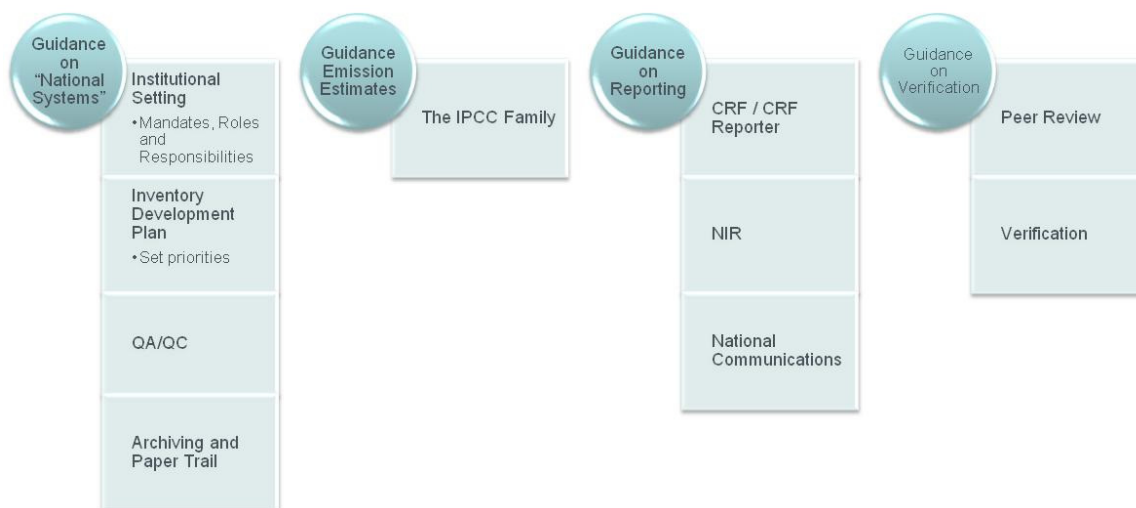 Guidance
on
“National
Systems”
Institutional
Setting
•Mandates, Roles
and
Responsibilities
Inventory
Development
Plan
•Set priorities
QA/QC
Archiving and
Paper Trail
Guidance
Emission
Estimates
The IPCC Family
Guidance
on
Reporting
CRF / CRF
Reporter
NIR
National
Communications
Guidance
on
Verification
Peer Review
Verification